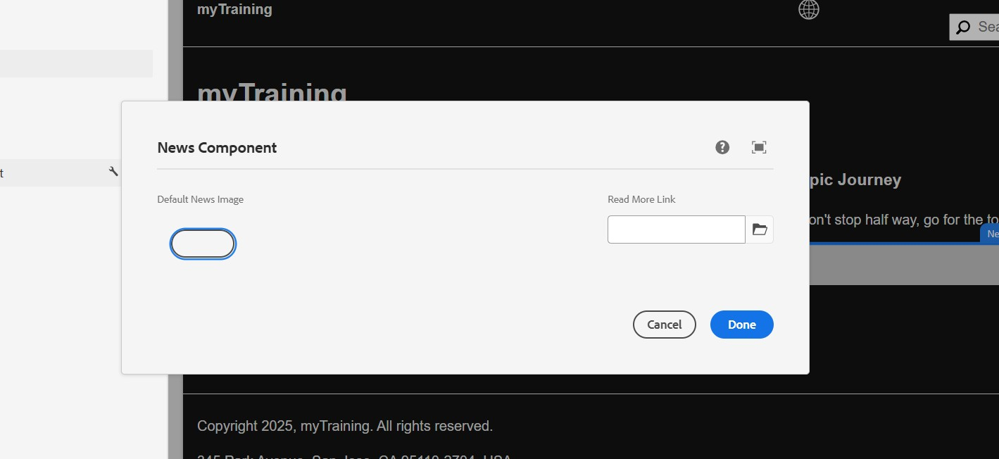 myTraining
Sea
myTraining
News Component
t
Default News Image
Read More Link
pic Journey
on't stop half way, go for the to
Ne
Cancel
Done
Copyright 2025, myTraining. All rights reserved.
345 Park Avenue, San Jose, CA 95110-2704, USA